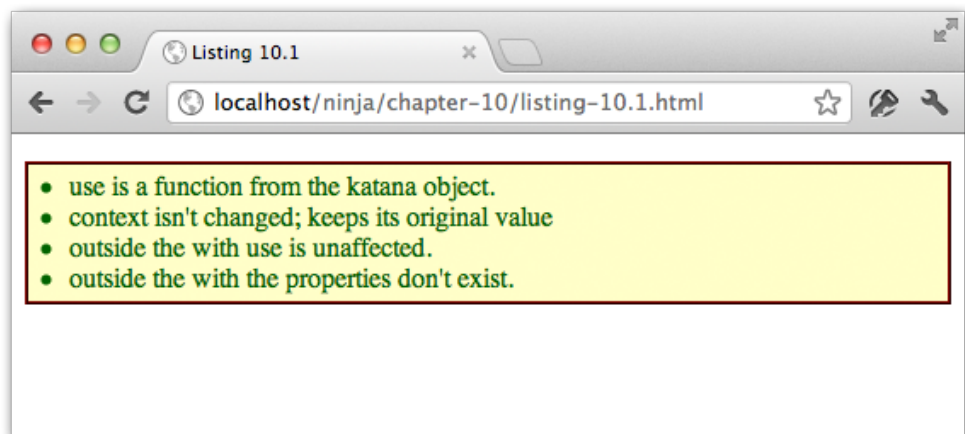 Listing 10.1
localhost/ninja/chapter-10/listing-10.1.html
use is a function from the katana object.
context isn't changed; keeps its original value
outside the with use is unaffected.
outside the with the properties don't exist.